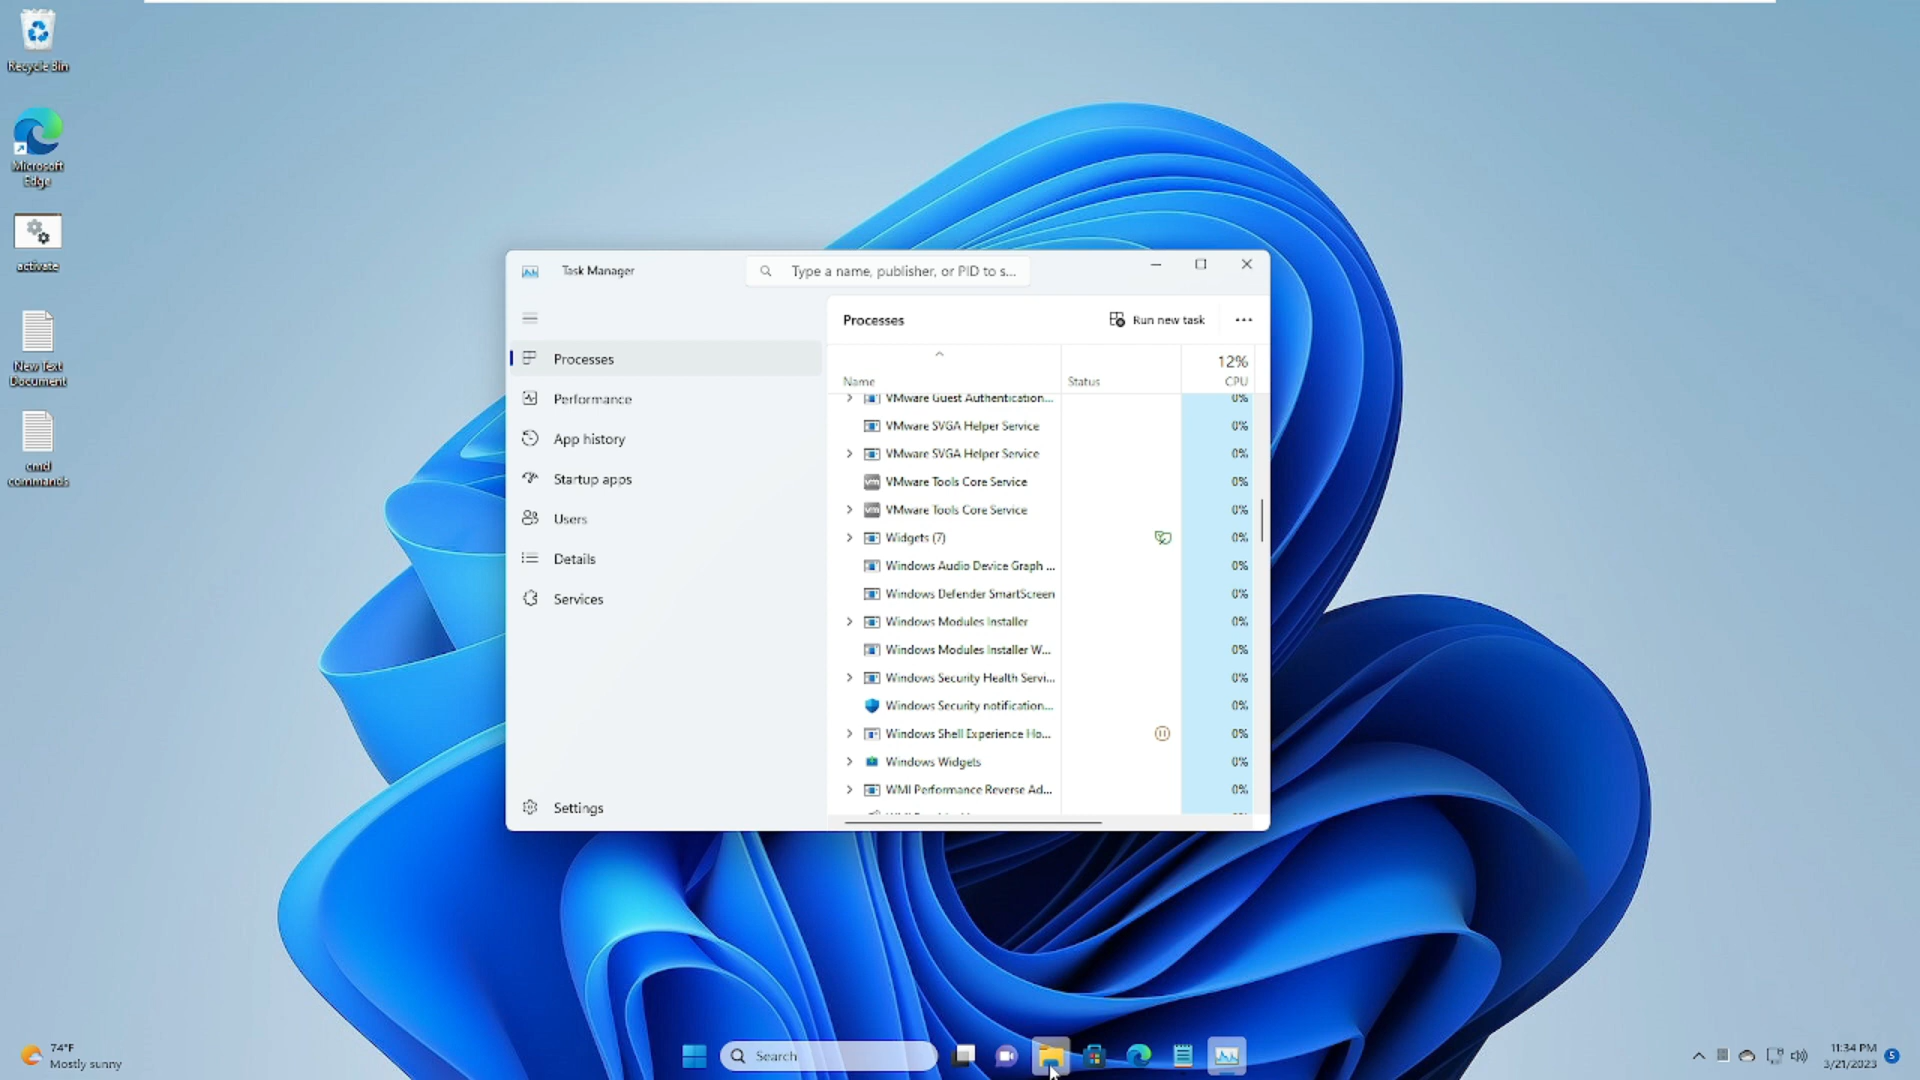 Recycle Bin
Microsoft
Edge
activate
New Text
Document
cmd
commands
Task Manager
Type a name, publisher, or PID to s...
Processes
Performance
App history
Startup apps
Users
Details
Services
Settings
Processes
Run new task
12%
Name
Status
CPU
VMware Guest Authentication... 0%
VMware SVGA Helper Service 0%
VMware SVGA Helper Service 0%
VMware Tools Core Service 0%
VMware Tools Core Service 0%
Widgets (7) 0%
Windows Audio Device Graph ... 0%
Windows Defender SmartScreen 0%
Windows Modules Installer 0%
Windows Modules Installer W... 0%
Windows Security Health Servi... 0%
Windows Security notification... 0%
Windows Shell Experience Ho... 0%
Windows Widgets 0%
WMI Performance Reverse Ad... 0%
74°F
Mostly sunny
Search
11:34 PM
3/21/2023
5